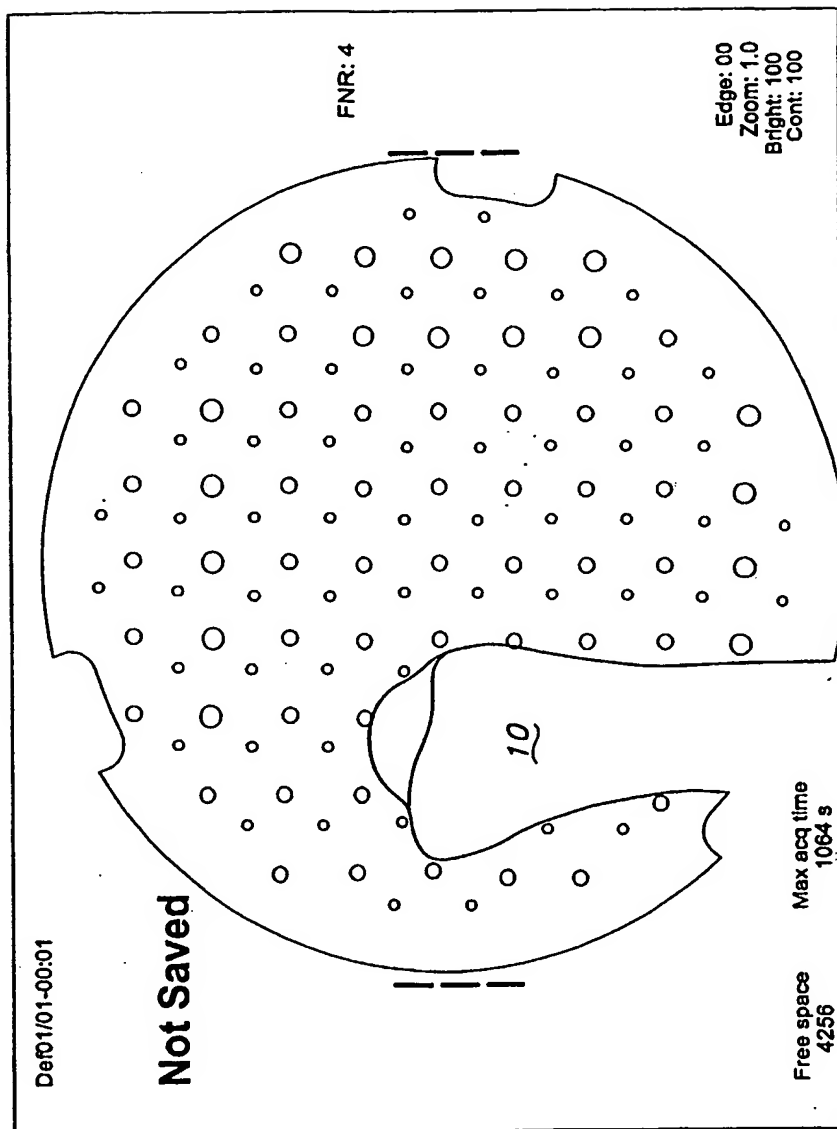 Def01/01-00:01
Not Saved
FNR: 4
10
Free space
4256
Max acq time
1064 s
Edge: 00
Zoom: 1.0
Bright: 100
Cont: 100